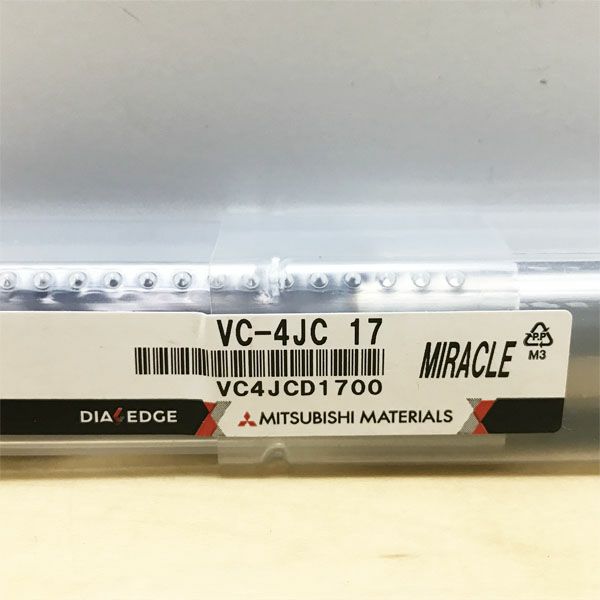 VC-4JC 17
VC4JCD1700
MIRACLE
PP
M3
DIA EDGE
MITSUBISHI MATERIALS